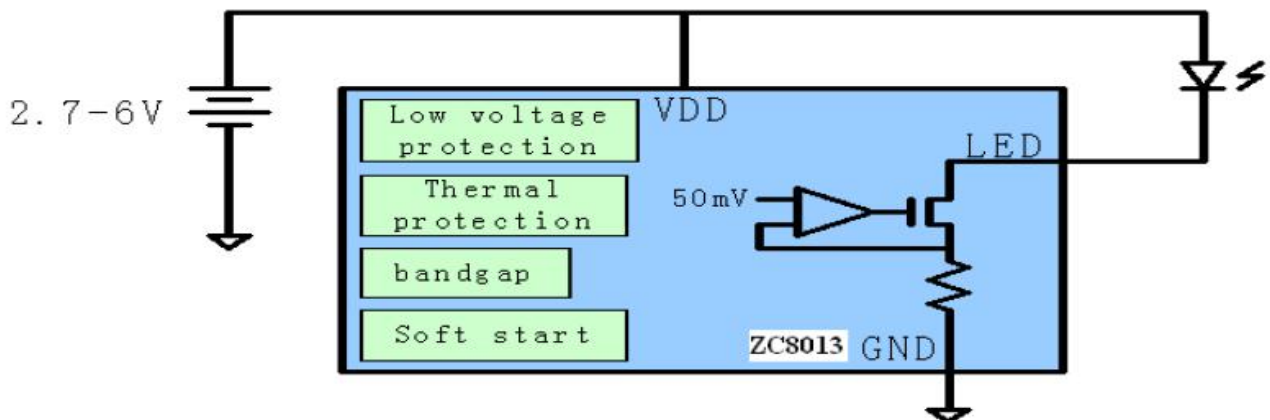 2.7-6V
Low voltage
protection
VDD
LED
Thermal
protection
50mV
bandgap
Soft start
ZC8013
GND